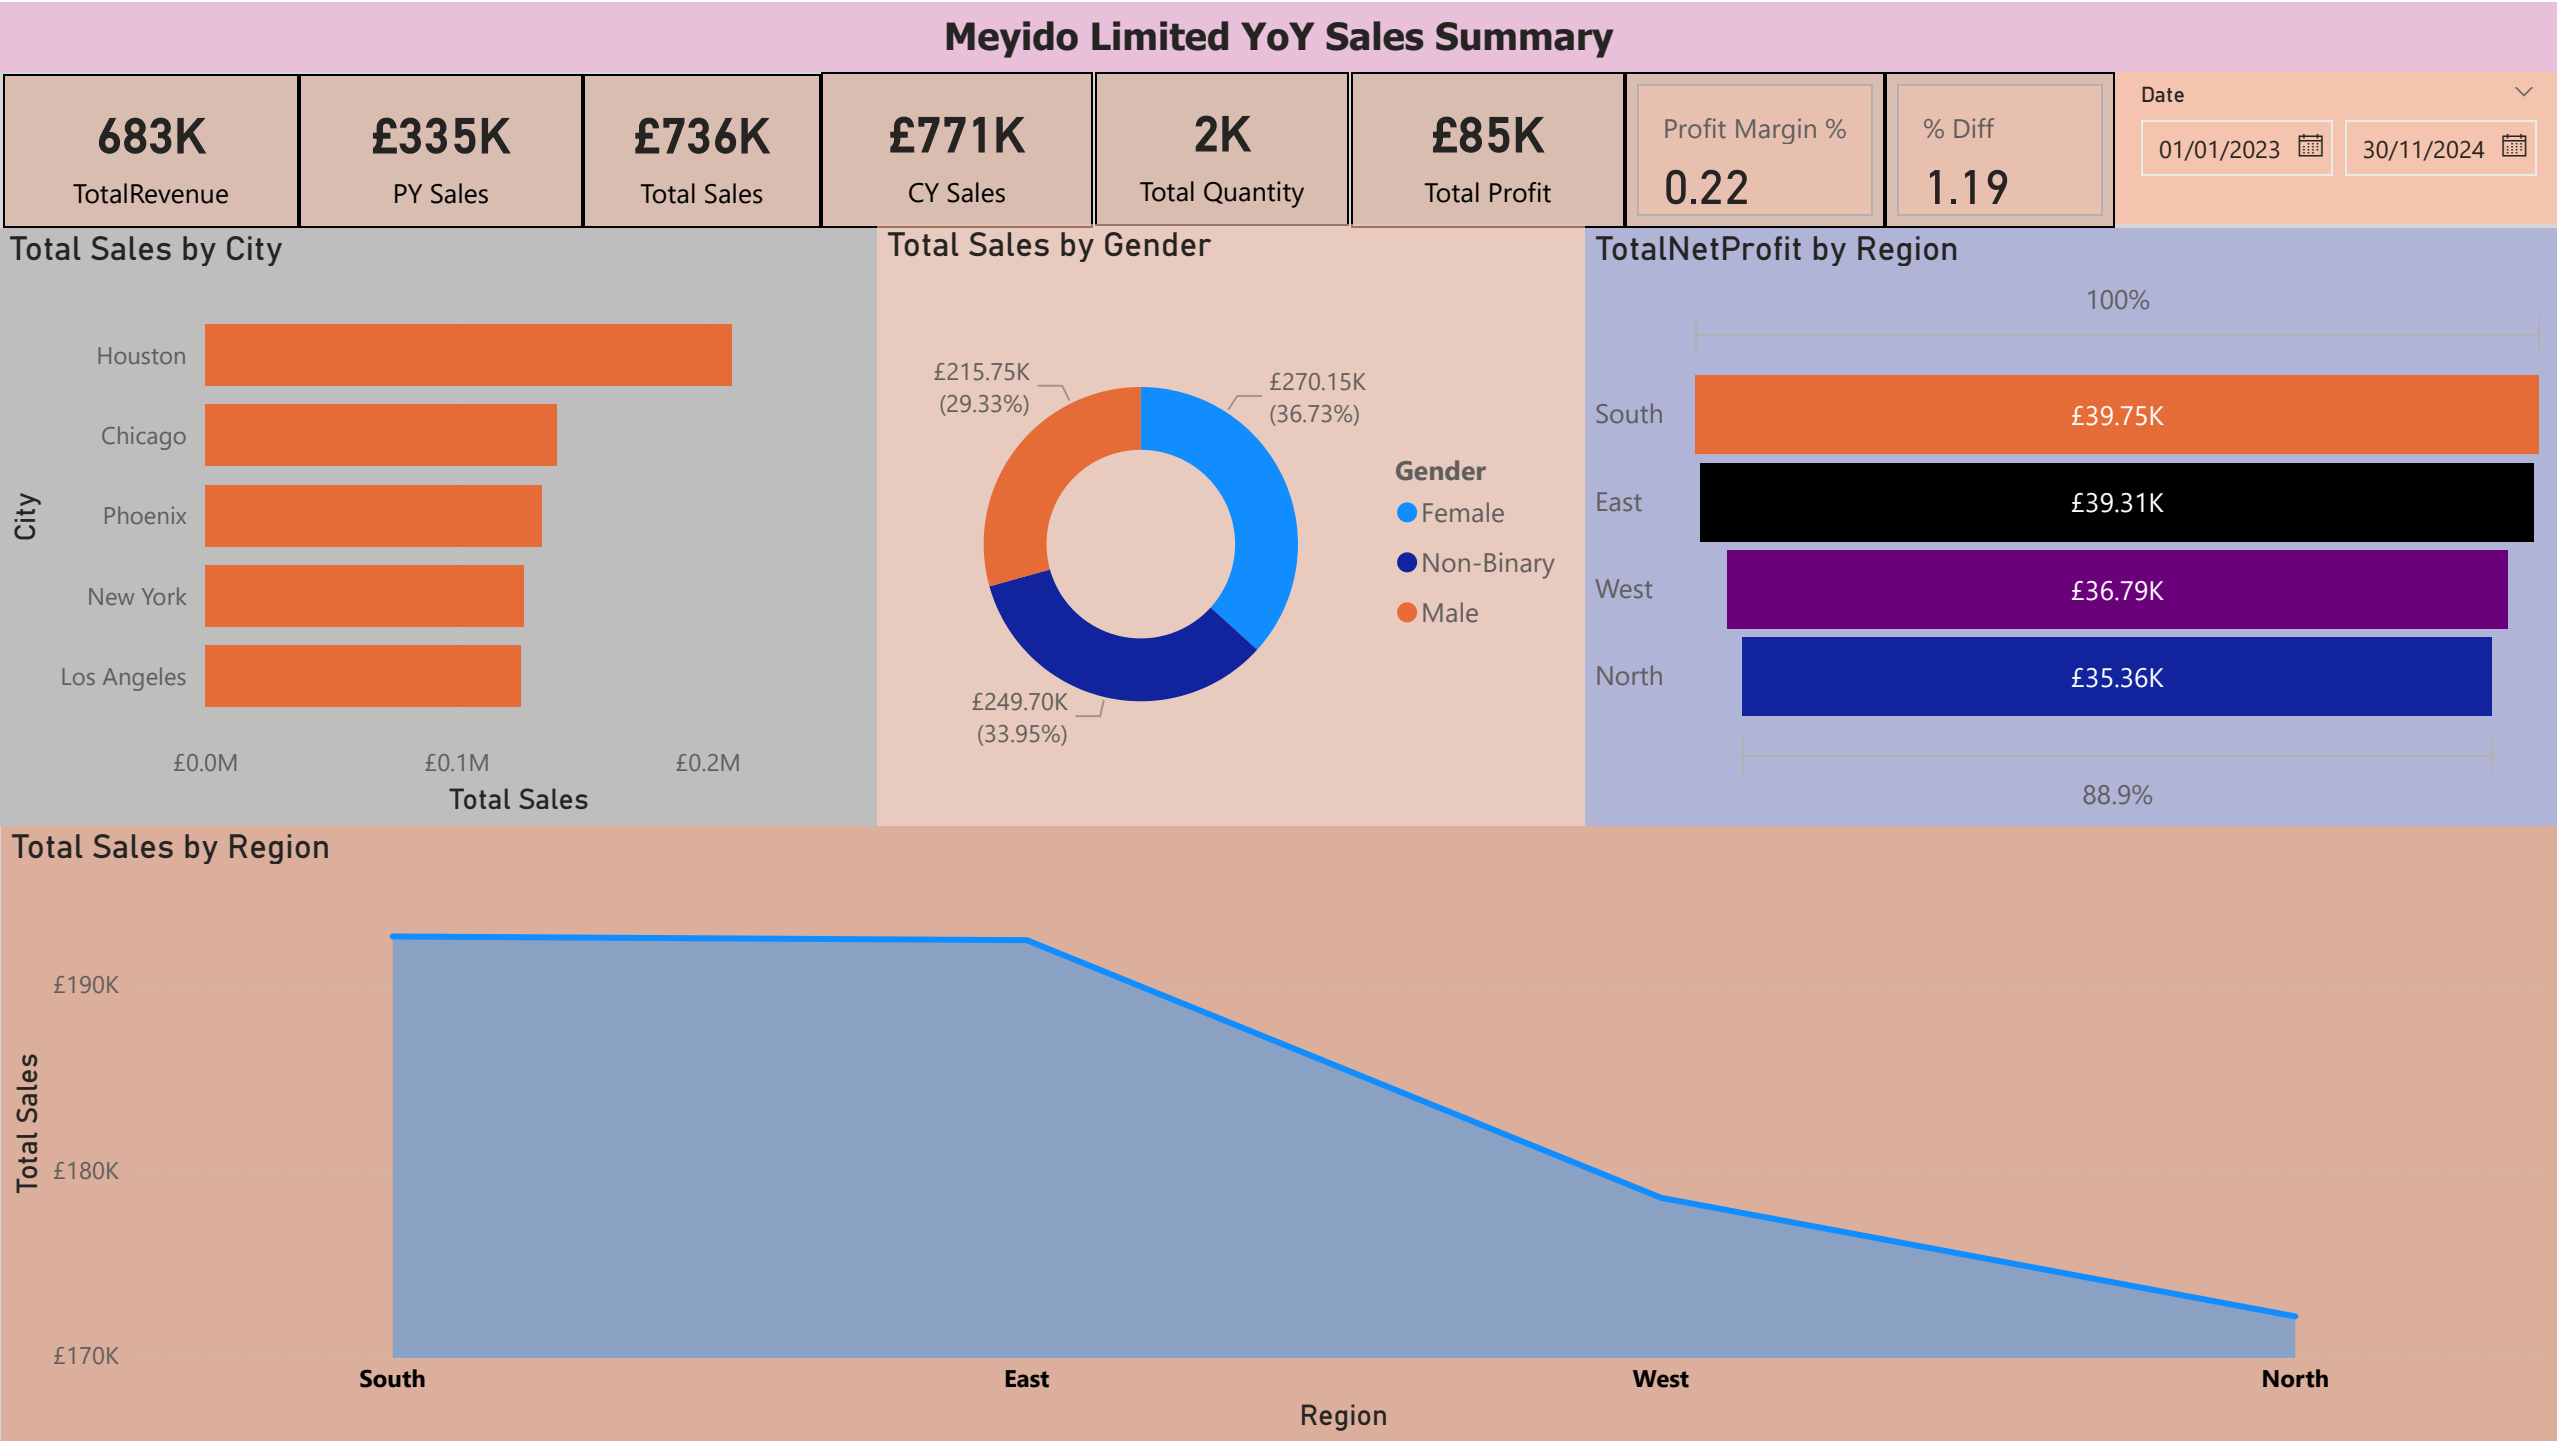 Meyido Limited YoY Sales Summary
683K
TotalRevenue
£335K
PY Sales
£736K
Total Sales
£771K
CY Sales
2K
Total Quantity
£85K
Total Profit
Profit Margin %
0.22
% Diff
1.19
Date
01/01/2023
30/11/2024
Total Sales by City
City
Houston
Chicago
Phoenix
New York
Los Angeles
£0.0M
£0.1M
£0.2M
Total Sales
Total Sales by Gender
£215.75K
(29.33%)
£270.15K
(36.73%)
£249.70K
(33.95%)
Gender
Female
Non-Binary
Male
TotalNetProfit by Region
100%
South
£39.75K
East
£39.31K
West
£36.79K
North
£35.36K
88.9%
Total Sales by Region
Total Sales
£190K
£180K
£170K
South
East
West
North
Region